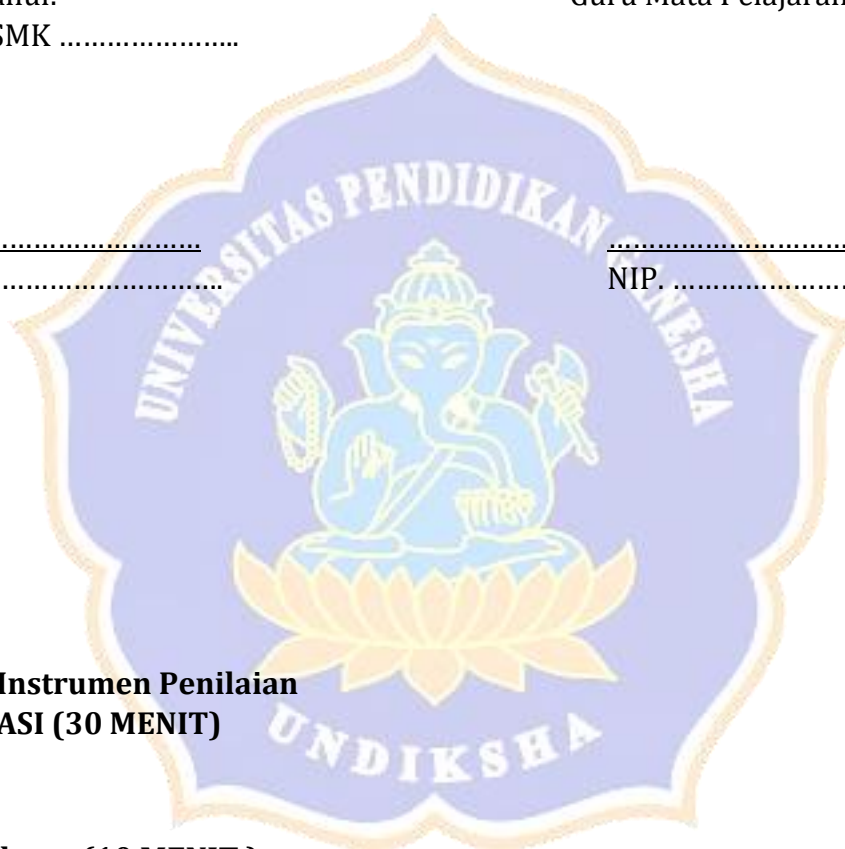 Guru Mata Pelajaran
SMK …………………..
UNIVERSITAS PENDIDIKAN GANESHA
NIP. …………………
Instrumen Penilaian
ASI (30 MENIT)
UNDIKSHA